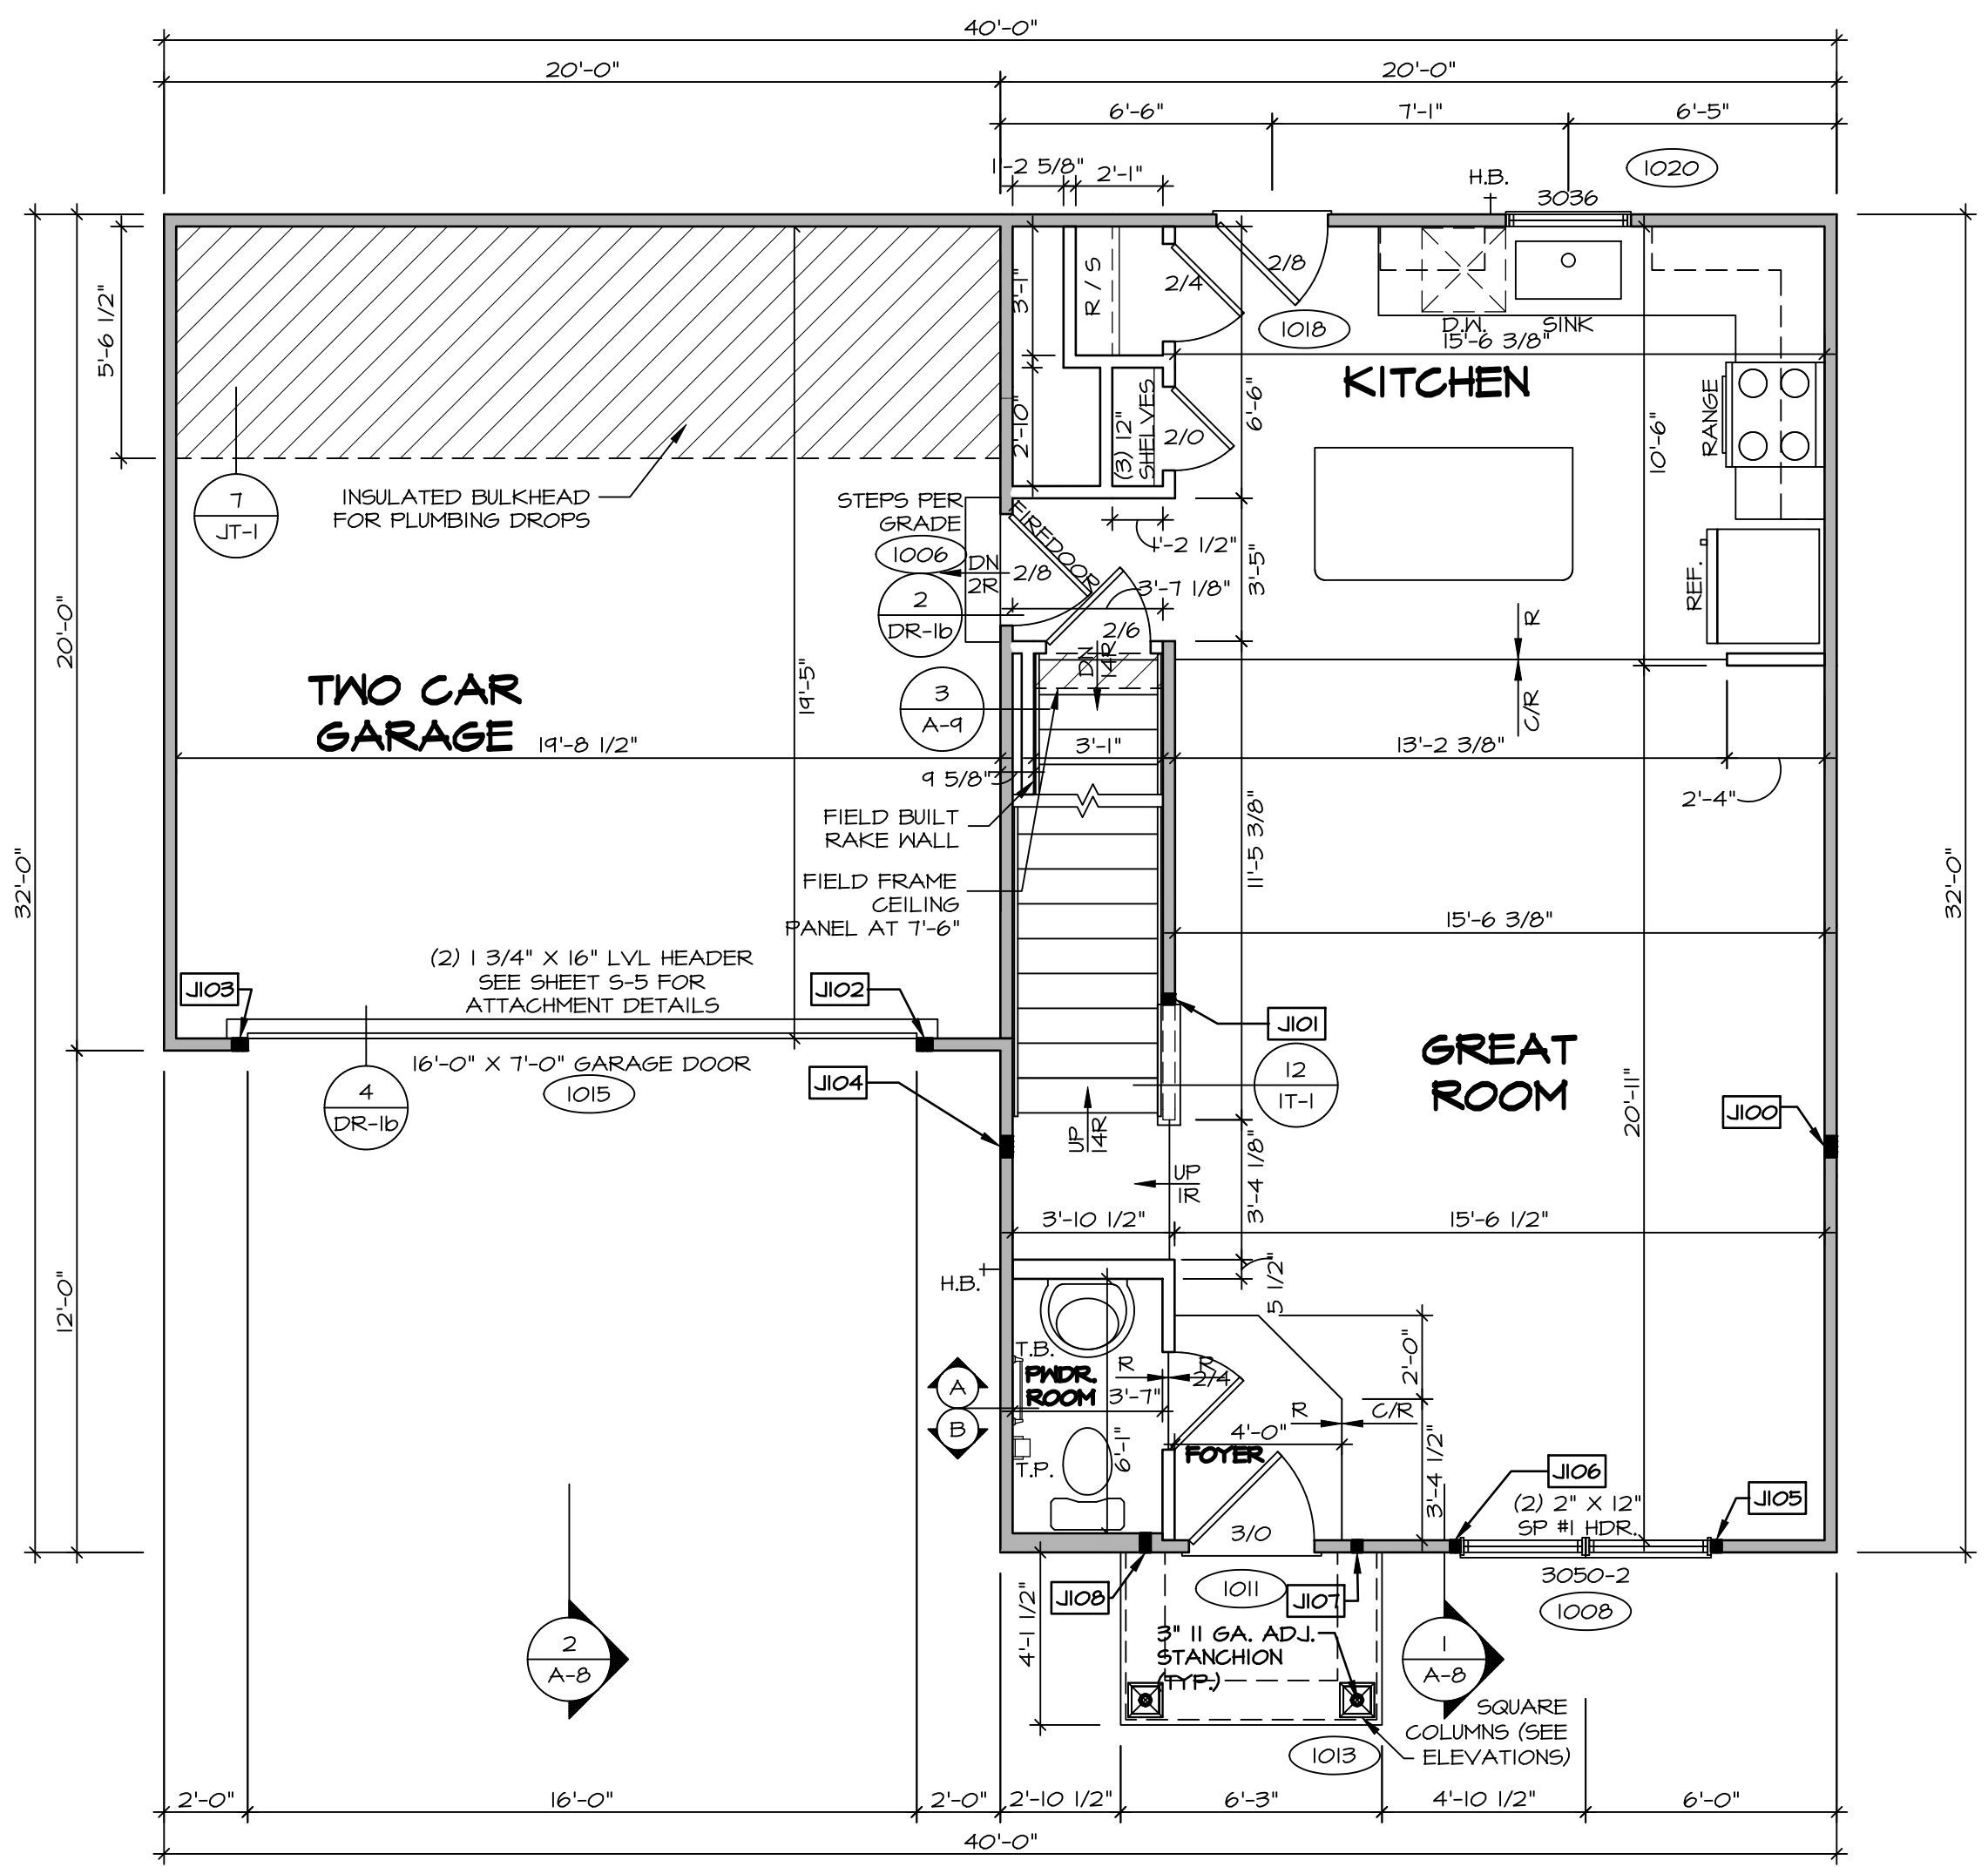 40'-0"
20'-0"
20'-0"
6'-6"
7'-1"
6'-5"
1'-2 5/8"
2'-1"
H.B.
1020
3036
5'-6 1/2"
3'-1"
R / S
2/4
2/8
1018
D.W.
SINK
15'-6 3/8"
KITCHEN
RANGE
6'-6"
10'-6"
2'-10"
(3) 12"
SHELVES
2/0
7
JT-1
INSULATED BULKHEAD
FOR PLUMBING DROPS
STEPS PER
GRADE
1006
DN
2R
FIREDOOR
2/8
1'-2 1/2"
3'-5"
3'-7 1/8"
2
DR-1b
2/6
REF.
R
C/R
20'-0"
32'-0"
32'-0"
TWO CAR
GARAGE
19'-5"
19'-8 1/2"
3
A-9
DN
14R
3'-1"
13'-2 3/8"
2'-4"
9 5/8"
FIELD BUILT
RAKE WALL
11'-5 3/8"
FIELD FRAME
CEILING
PANEL AT 7'-6"
15'-6 3/8"
(2) 1 3/4" X 16" LVL HEADER
SEE SHEET S-5 FOR
ATTACHMENT DETAILS
J103
J102
J101
16'-0" X 7'-0" GARAGE DOOR
1015
4
DR-1b
J104
12
1T-1
GREAT
ROOM
J100
20'-11"
UP
14R
UP
1R
3'-4 1/8"
3'-10 1/2"
15'-6 1/2"
12'-0"
H.B.
5 1/2"
T.B.
PWDR.
ROOM
R
R
2/4
3'-7"
2'-0"
A
B
R
C/R
4'-0"
FOYER
6'-1"
T.P.
3'-4 1/2"
J106
J105
(2) 2" X 12"
SP #1 HDR.
3/0
3050-2
1008
J108
1011
J107
4'-1 1/2"
3" 11 GA. ADJ.
STANCHION
(TYP.)
2
A-8
1
A-8
SQUARE
COLUMNS (SEE
ELEVATIONS)
1013
2'-0"
16'-0"
2'-0"
2'-10 1/2"
6'-3"
4'-10 1/2"
6'-0"
40'-0"